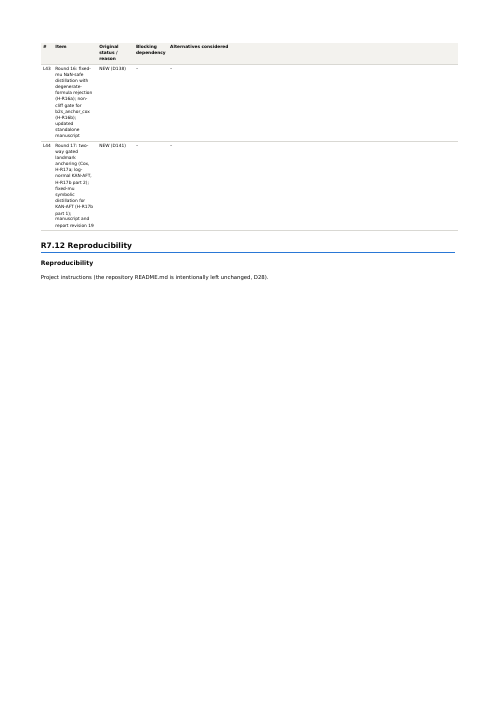 # Item Original status / reason Blocking dependency Alternatives considered
L43 Round 16: fixed- NEW (D138) – –
mu NaN-safe
distillation with
degenerate-
formula rejection
(H-R16a); non-
cliff gate for
b2s_anchor_cox
(H-R16b);
updated
standalone
manuscript
L44 Round 17: two- NEW (D141) – –
way gated
landmark
anchoring (Cox,
H-R17a; log-
normal KAN-AFT,
H-R17b part 2);
fixed-mu
symbolic
distillation for
KAN-AFT (H-R17b
part 1);
manuscript and
report revision 19
R7.12 Reproducibility
Reproducibility
Project instructions (the repository README.md is intentionally left unchanged, D28).